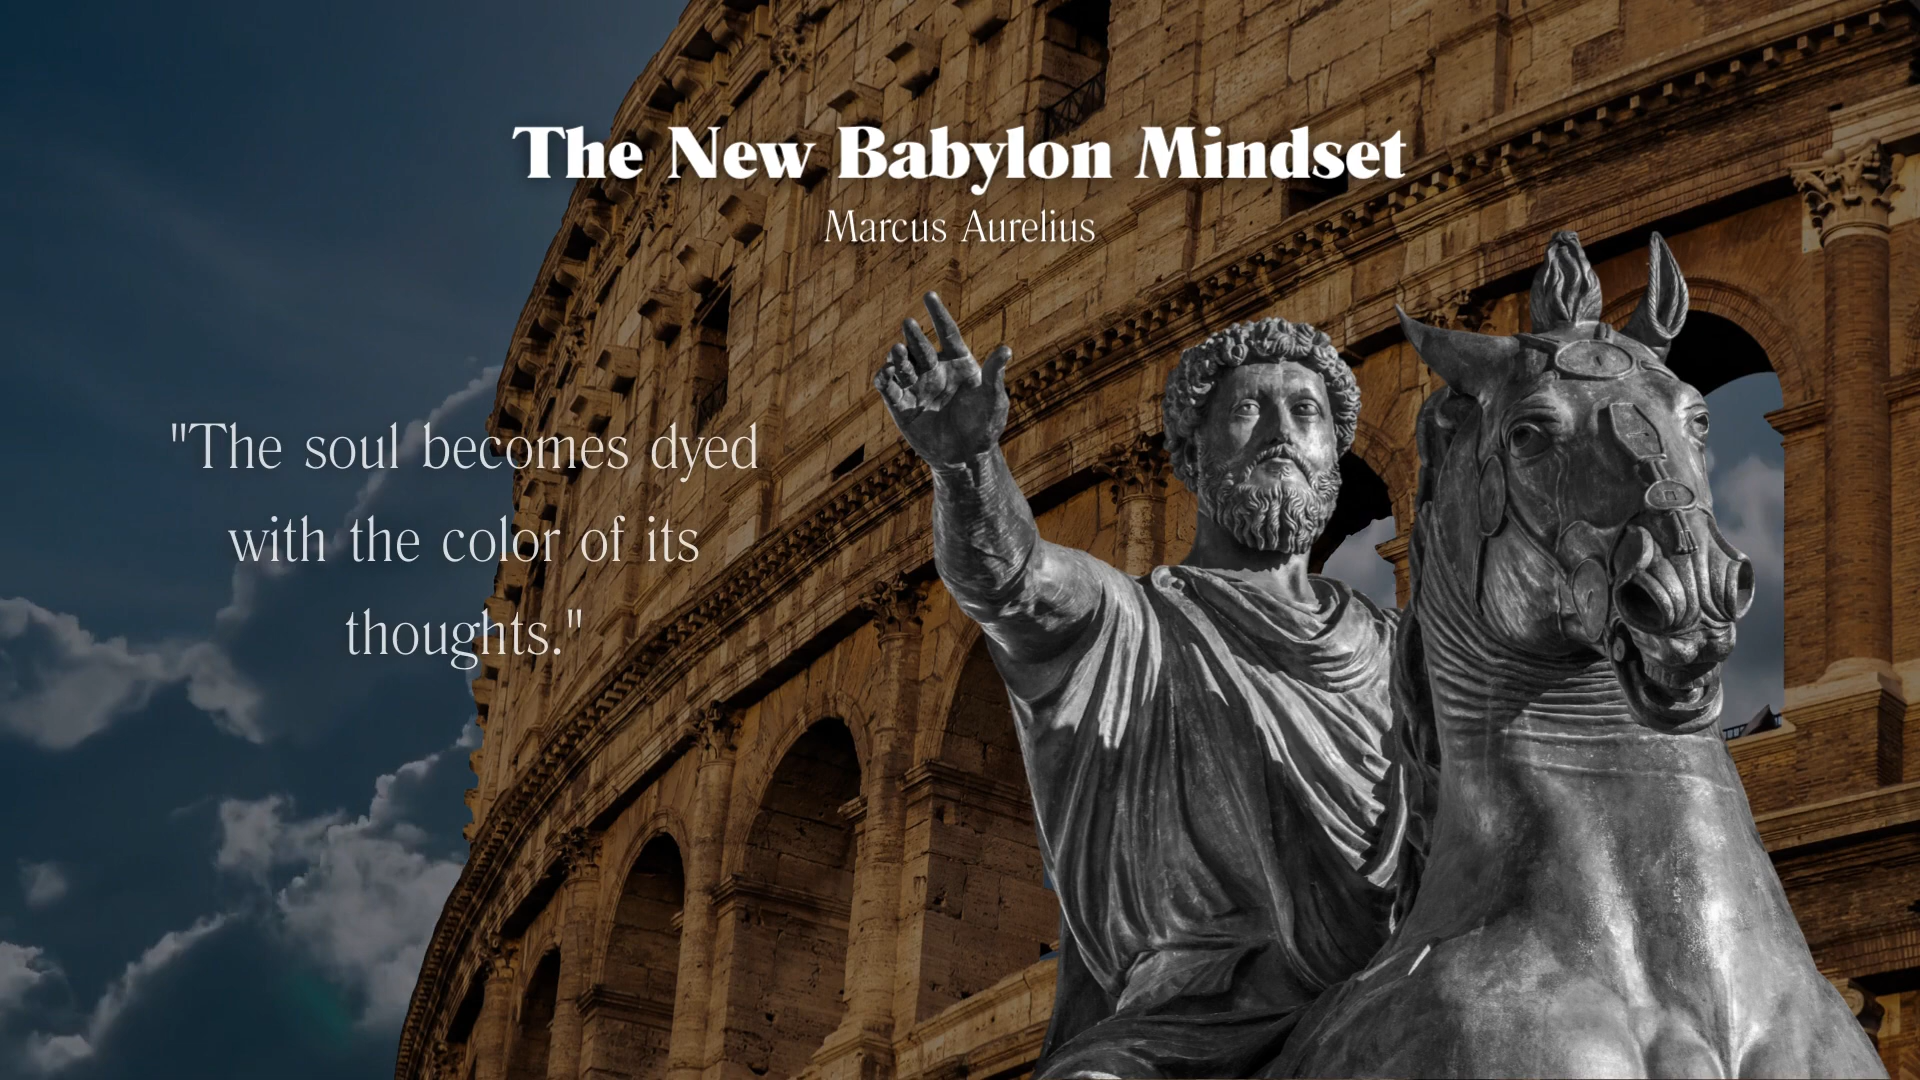 The New Babylon Mindset
Marcus Aurelius
"The soul becomes dyed
with the color of its
thoughts."